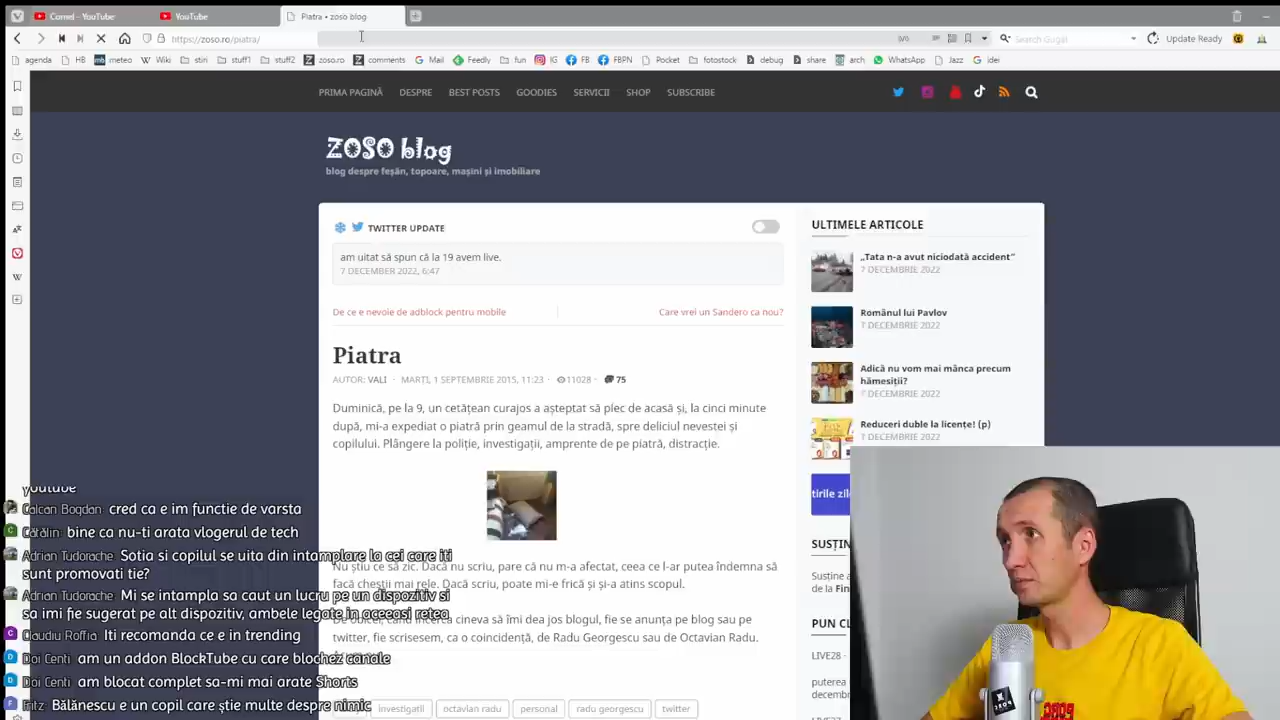 Cornel - YouTube
YouTube
Piatra • zoso blog
https://zoso.ro/piatra/
Update Ready
agenda
HB
meteo
Wiki
stiri
stuff1
stuff2
zoso.ro
comments
Mail
Feedly
fun
IG
FB
FBPN
Pocket
fotostock
debug
share
arch
WhatsApp
Jazz
idei
PRIMA PAGINĂ
DESPRE
BEST POSTS
GOODIES
SERVICII
SHOP
SUBSCRIBE
ZOSO blog
blog despre feșăn, topoare, mașini și imobiliare
TWITTER UPDATE
am uitat să spun că la 19 avem live.
7 DECEMBER 2022, 6:47
De ce e nevoie de adblock pentru mobile
Care vrei un Sandero ca nou?
Piatra
AUTOR: VALI · MARȚI, 1 SEPTEMBRIE 2015, 11:23 · 11028 · 75
Duminică, pe la 9, un cetățean curajos a așteptat să plec de acasă și, la cinci minute
după, mi-a expediat o piatră prin geamul de la stradă, spre deliciul nevestei și
copilului. Plângere la poliție, investigații, amprente de pe piatră, distracție.
Nu știu ce să zic. Dacă nu scriu, pare că nu m-a afectat, ceea ce l-ar putea îndemna să
facă chestii mai rele. Dacă scriu, poate mi-e frică și și-a atins scopul.
De obicei, când încerca cineva să îmi dea jos blogul, fie se anunța pe blog sau pe
twitter, fie scrisesem, ca o coincidență, de Radu Georgescu sau de Octavian Radu.
investigatii
octavian radu
personal
radu georgescu
twitter
ULTIMELE ARTICOLE
„Tata n-a avut niciodată accident”
7 DECEMBRIE 2022
Românul lui Pavlov
7 DECEMBRIE 2022
Adică nu vom mai mânca precum
hămesiții?
7 DECEMBRIE 2022
Reduceri duble la licențe! (p)
7 DECEMBRIE 2022
tirile zile
SUSȚIN
Susține a
de la Fin
PUN CL
LIVE28 -
puterea
decembr
youtube
Calcan Bogdan cred ca e im functie de varsta
Cătălin: bine ca nu-ti arata vlogerul de tech
Adrian Tudorache: Sotia si copilul se uita din intamplare la cei care iti
sunt promovati tie?
Adrian Tudorache: Mi se intampla sa caut un lucru pe un dispozitiv si
sa imi fie sugerat pe alt dispozitiv, ambele legate in aceeasi retea
Claudiu Roffia: Iti recomanda ce e in trending
Doi Centi: am un addon BlockTube cu care blochez canale
Doi Centi: am blocat complet sa-mi mai arate Shorts
Fritz: Bălănescu e un copil care știe multe despre nimic